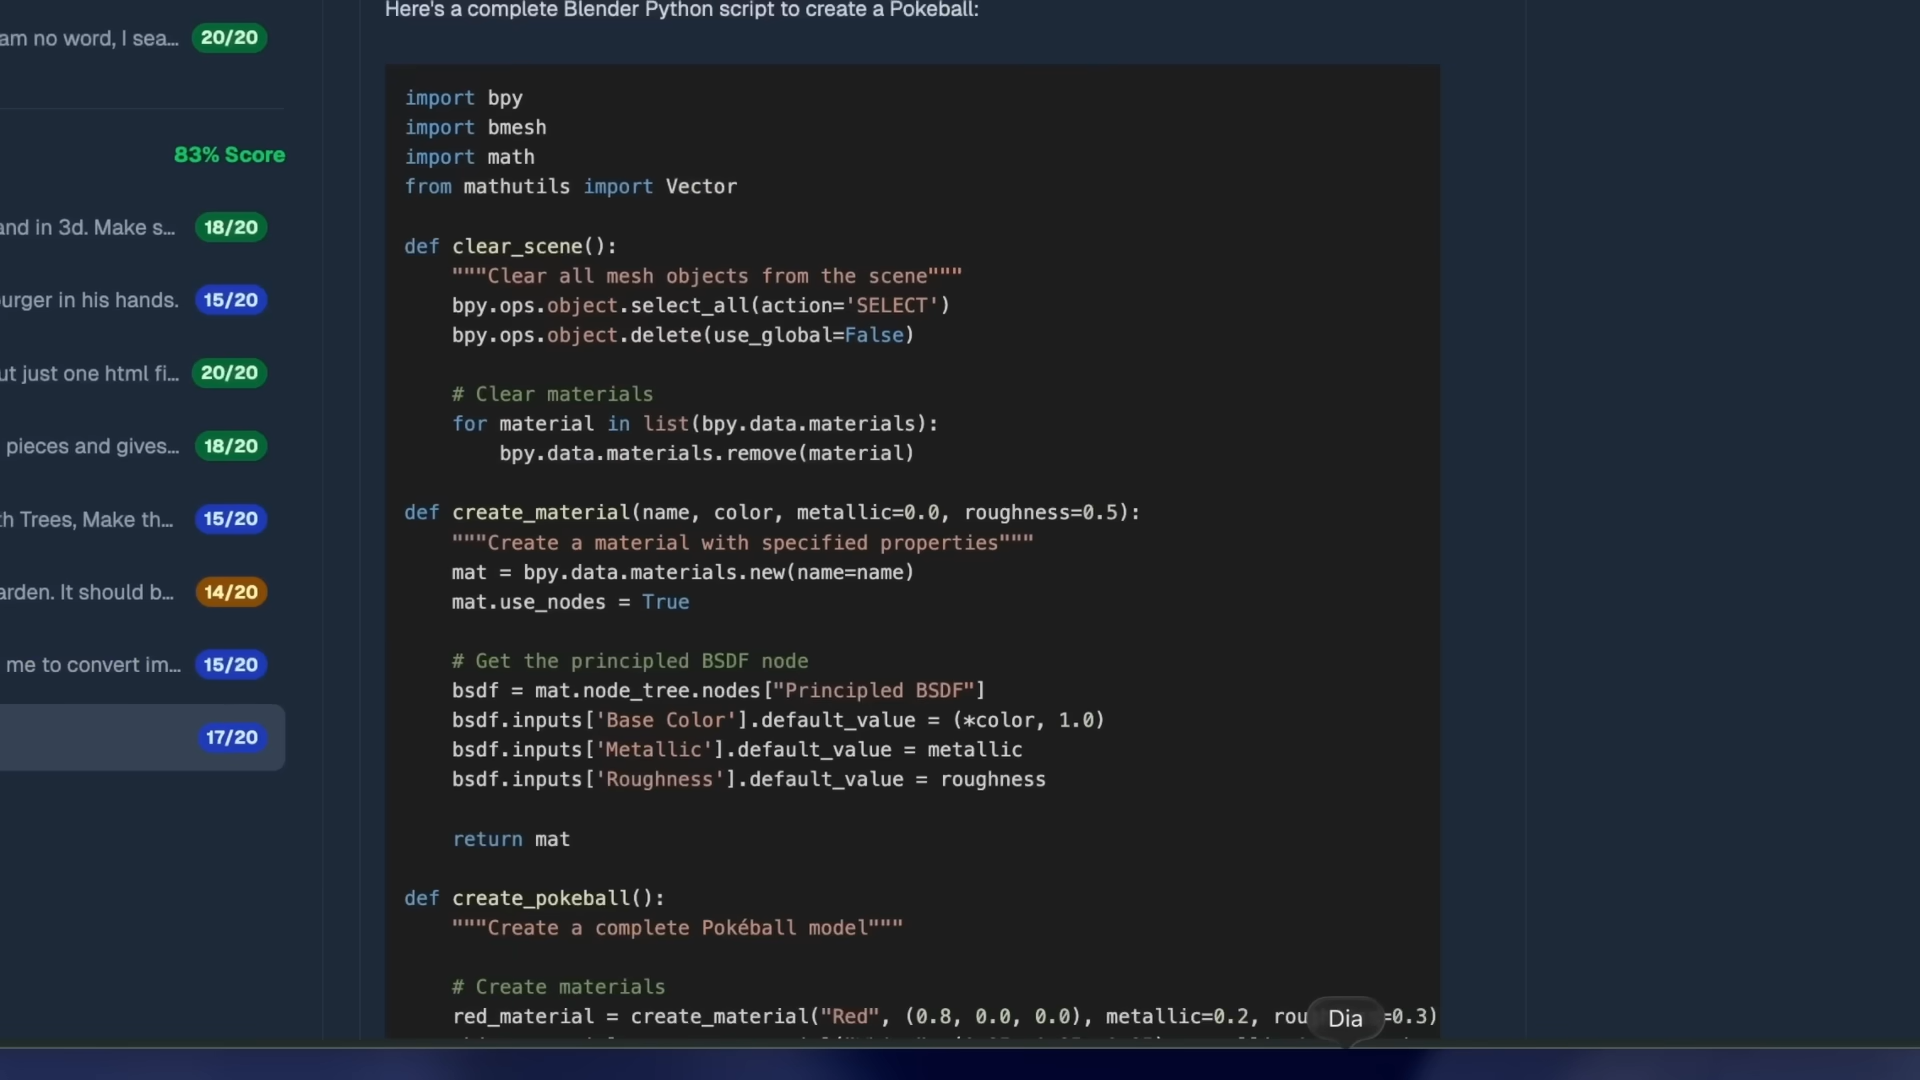 am no word, I sea... 20/20
83% Score
and in 3d. Make s... 18/20
urger in his hands. 15/20
ut just one html fi... 20/20
pieces and gives... 18/20
th Trees, Make th... 15/20
arden. It should b... 14/20
me to convert im... 15/20
17/20
Here's a complete Blender Python script to create a Pokeball:
import bpy
import bmesh
import math
from mathutils import Vector
def clear_scene():
"""Clear all mesh objects from the scene"""
bpy.ops.object.select_all(action='SELECT')
bpy.ops.object.delete(use_global=False)
# Clear materials
for material in list(bpy.data.materials):
bpy.data.materials.remove(material)
def create_material(name, color, metallic=0.0, roughness=0.5):
"""Create a material with specified properties"""
mat = bpy.data.materials.new(name=name)
mat.use_nodes = True
# Get the principled BSDF node
bsdf = mat.node_tree.nodes["Principled BSDF"]
bsdf.inputs['Base Color'].default_value = (*color, 1.0)
bsdf.inputs['Metallic'].default_value = metallic
bsdf.inputs['Roughness'].default_value = roughness
return mat
def create_pokeball():
"""Create a complete Pokéball model"""
# Create materials
red_material = create_material("Red", (0.8, 0.0, 0.0), metallic=0.2, rou =0.3)
Dia